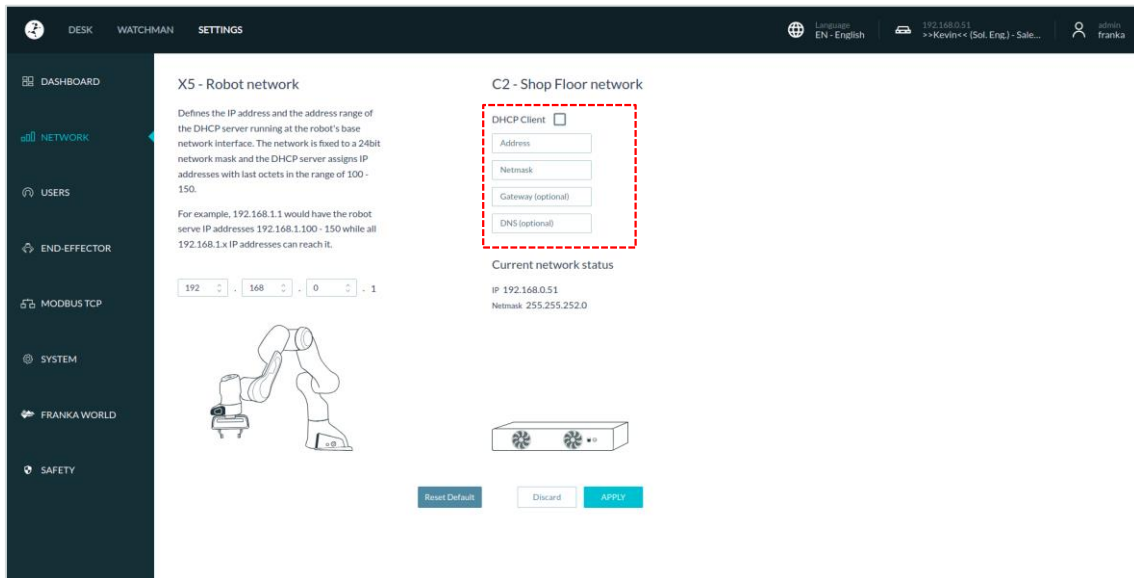 DESK
WATCHMAN
SETTINGS
Language
EN - English
192.168.0.51
>>Kevin<< (Sol. Eng.) - Sale...
admin
franka
DASHBOARD
NETWORK
USERS
END-EFFECTOR
MODBUS TCP
SYSTEM
FRANKA WORLD
SAFETY
X5 - Robot network
Defines the IP address and the address range of
the DHCP server running at the robot's base
network interface. The network is fixed to a 24bit
network mask and the DHCP server assigns IP
addresses with last octets in the range of 100 -
150.
For example, 192.168.1.1 would have the robot
serve IP addresses 192.168.1.100 - 150 while all
192.168.1.x IP addresses can reach it.
192 . 168 . 0 . 1
C2 - Shop Floor network
DHCP Client
Address
Netmask
Gateway (optional)
DNS (optional)
Current network status
IP 192.168.0.51
Netmask 255.255.252.0
Reset Default
Discard
APPLY